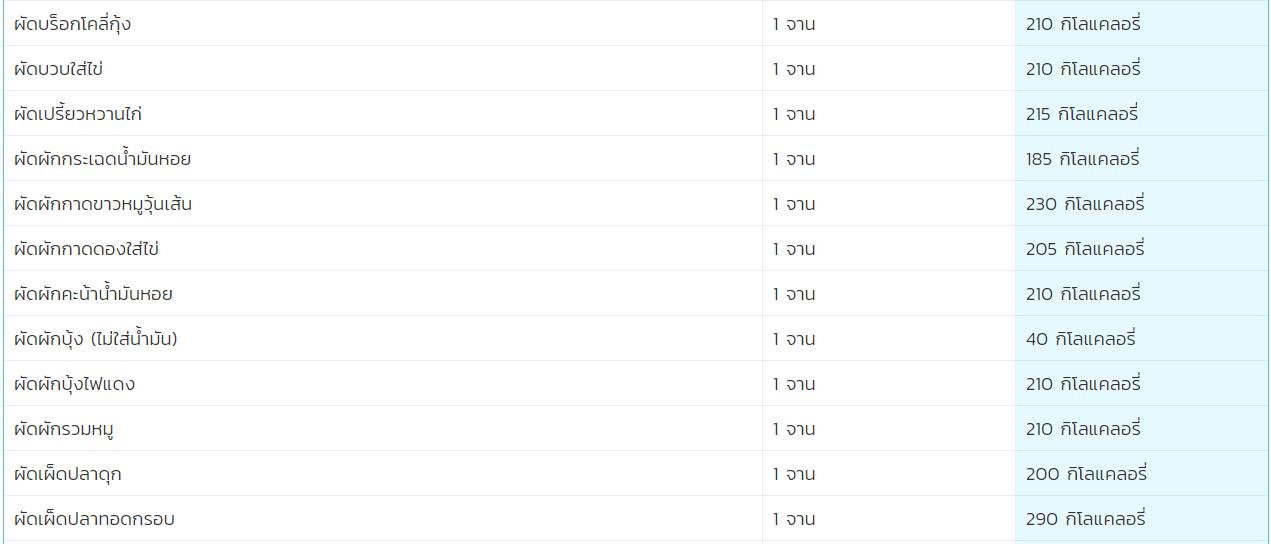 ผัดบร็อกโคลี่กุ้ง 1 จาน 210 กิโลแคลอรี่
ผัดบวบใส่ไข่ 1 จาน 210 กิโลแคลอรี่
ผัดเปรี้ยวหวานไก่ 1 จาน 215 กิโลแคลอรี่
ผัดผักกระเฉดน้ำมันหอย 1 จาน 185 กิโลแคลอรี่
ผัดผักกาดขาวหมูวุ้นเส้น 1 จาน 230 กิโลแคลอรี่
ผัดผักกาดดองใส่ไข่ 1 จาน 205 กิโลแคลอรี่
ผัดผักคะน้าน้ำมันหอย 1 จาน 210 กิโลแคลอรี่
ผัดผักบุ้ง (ไม่ใส่น้ำมัน) 1 จาน 40 กิโลแคลอรี่
ผัดผักบุ้งไฟแดง 1 จาน 210 กิโลแคลอรี่
ผัดผักรวมหมู 1 จาน 210 กิโลแคลอรี่
ผัดเผ็ดปลาดุก 1 จาน 200 กิโลแคลอรี่
ผัดเผ็ดปลาทอดกรอบ 1 จาน 290 กิโลแคลอรี่